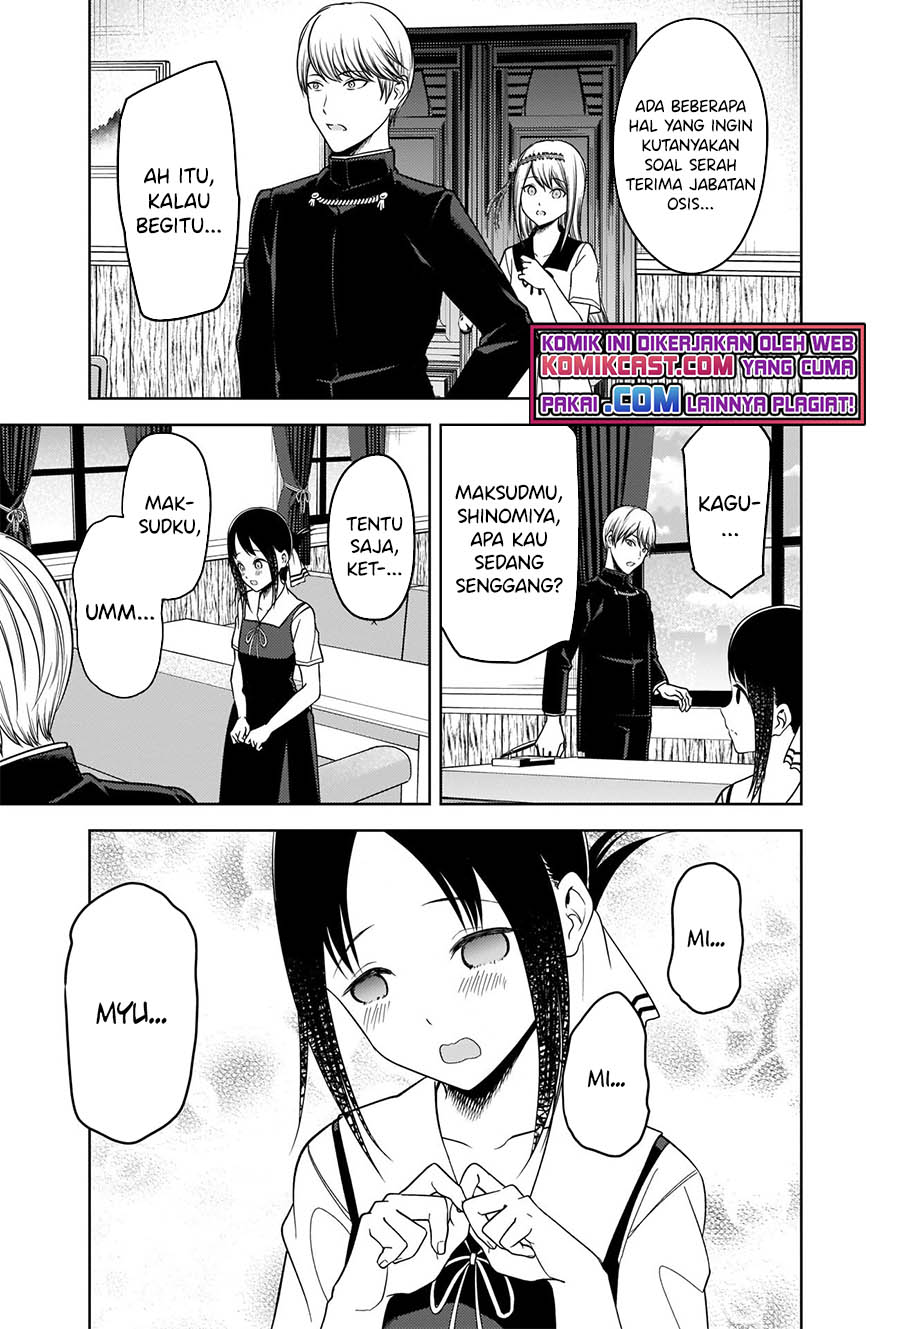 ADA BEBERAPA
HAL YANG INGIN
KUTANYAKAN
SOAL SERAH
TERIMA JABATAN
OSIS...
AH ITU,
KALAU
BEGITU...
KOMIK INI DIKERJAKAN OLEH WEB
KOMIKCAST.COM YANG CUMA
PAKAI .COM LAINNYA PLAGIAT!
KAGU-
...
MAKSUDMU,
SHINOMIYA,
APA KAU
SEDANG
SENGGANG?
TENTU
SAJA,
KET-...
MAK-
SUDKU,
UMM...
MI...
MI...
MYU...